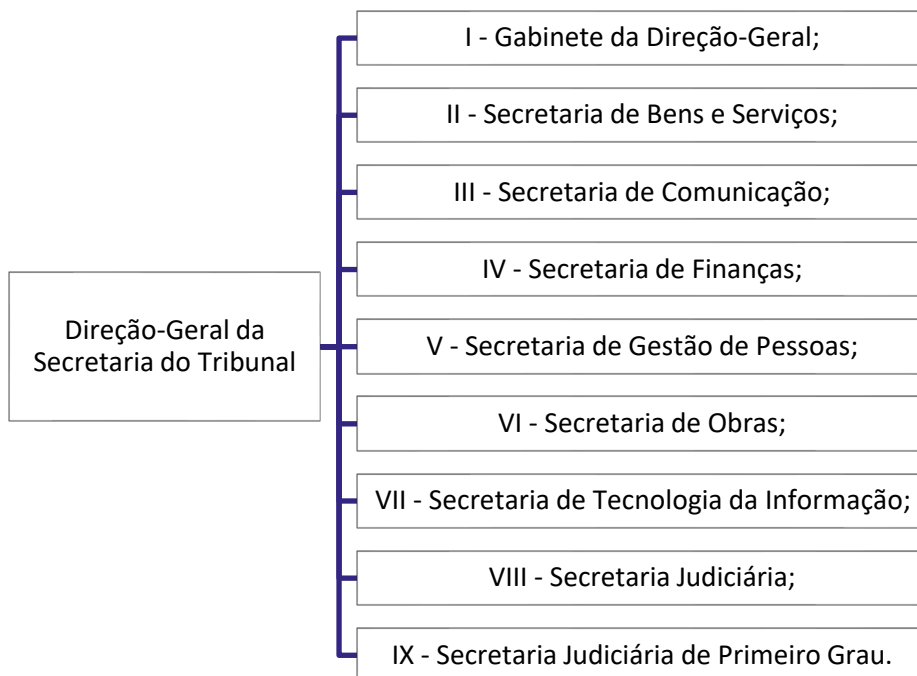 I - Gabinete da Direção-Geral;
II - Secretaria de Bens e Serviços;
III - Secretaria de Comunicação;
IV - Secretaria de Finanças;
Direção-Geral da
Secretaria do Tribunal
V - Secretaria de Gestão de Pessoas;
VI - Secretaria de Obras;
VII - Secretaria de Tecnologia da Informação;
VIII - Secretaria Judiciária;
IX - Secretaria Judiciária de Primeiro Grau.